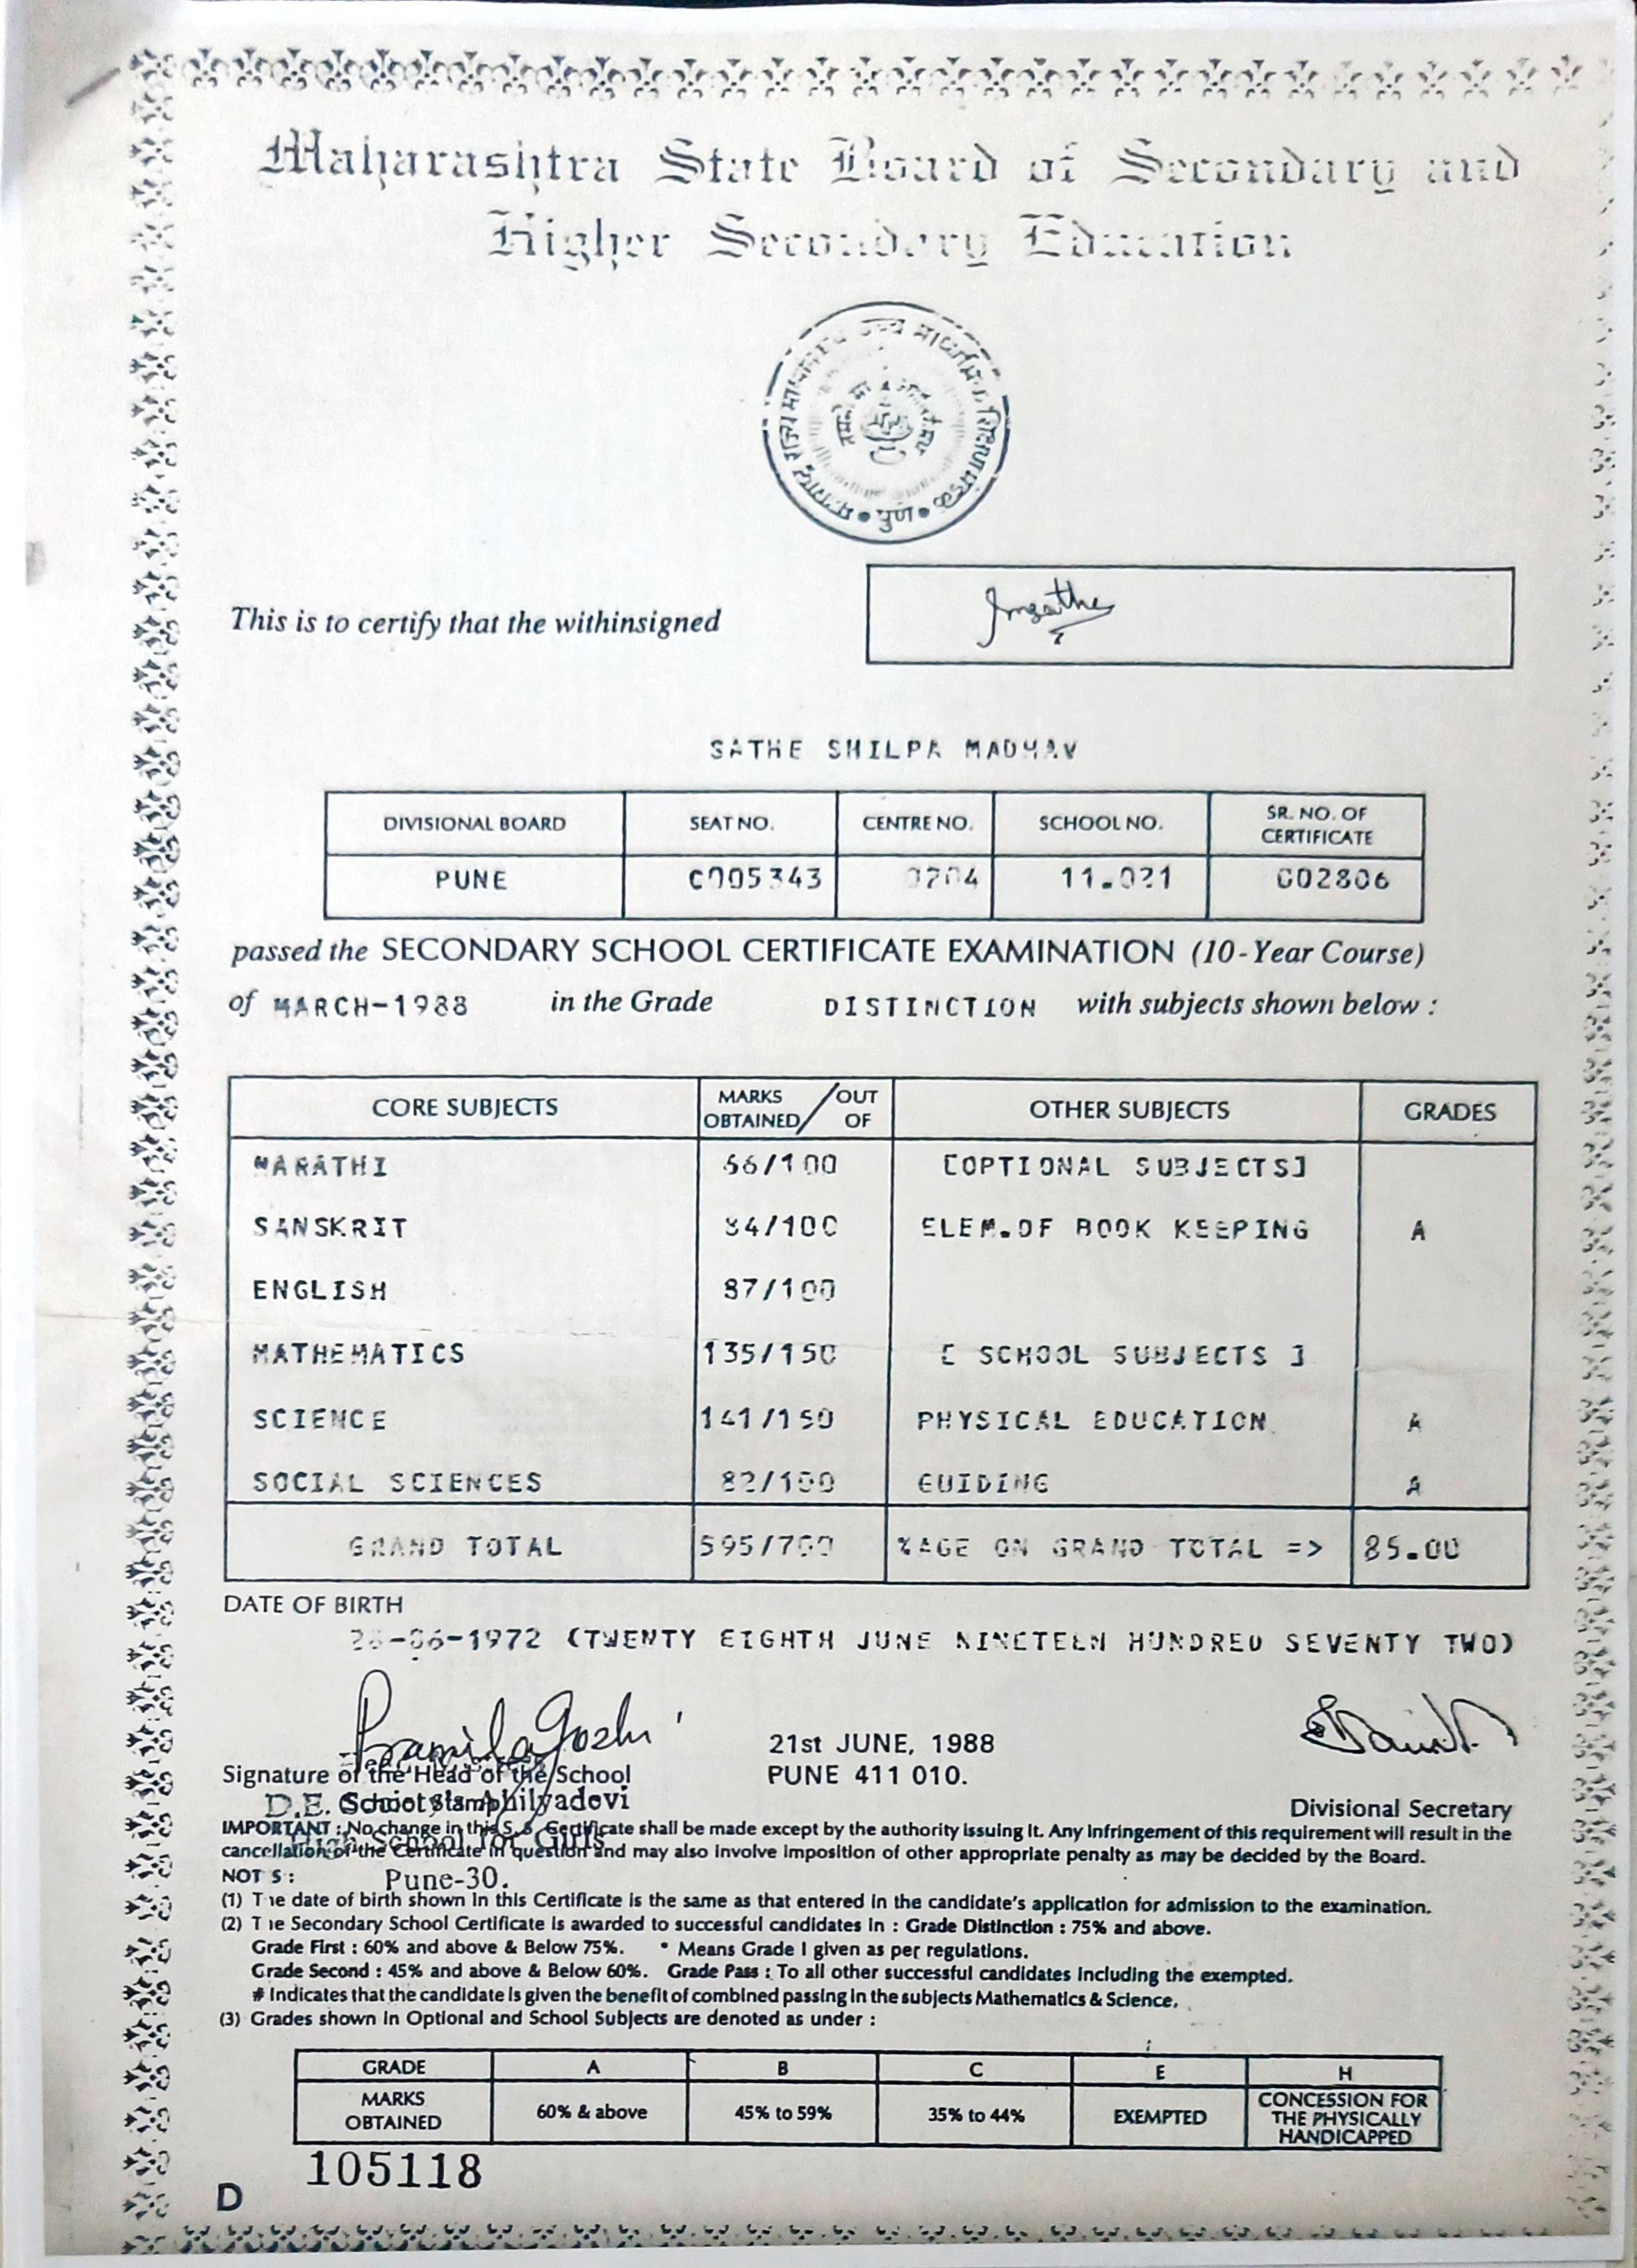 Maharashtra State Board of Secondary and
Higher Secondary Education
पुणे
This is to certify that the withinsigned
SATHE SHILPA MADHAV
DIVISIONAL BOARD SEAT NO. CENTRE NO. SCHOOL NO. SR. NO. OF CERTIFICATE
PUNE C005343 0204 11.021 002806
passed the SECONDARY SCHOOL CERTIFICATE EXAMINATION (10-Year Course)
of MARCH-1988 in the Grade DISTINCTION with subjects shown below :
CORE SUBJECTS MARKS OBTAINED / OUT OF OTHER SUBJECTS GRADES
MARATHI 66/100 [OPTIONAL SUBJECTS]
SANSKRIT 84/100 ELEM.OF BOOK KEEPING A
ENGLISH 87/100
MATHEMATICS 135/150 [ SCHOOL SUBJECTS ]
SCIENCE 141/150 PHYSICAL EDUCATION A
SOCIAL SCIENCES 82/100 GUIDING A
GRAND TOTAL 595/700 %AGE ON GRAND TOTAL => 85.00
DATE OF BIRTH
28-06-1972 (TWENTY EIGHTH JUNE NINETEEN HUNDRED SEVENTY TWO)
Pramila Joshi
21st JUNE, 1988
Signature of the Head of the School PUNE 411 010.
School Stamp
D.E. Society's Ahilyadevi
High School for Girls
Pune-30.
Divisional Secretary
IMPORTANT : No change in this S. S. Certificate shall be made except by the authority issuing it. Any infringement of this requirement will result in the
cancellation of the Certificate in question and may also involve imposition of other appropriate penalty as may be decided by the Board.
NOT S :
(1) T e date of birth shown in this Certificate is the same as that entered in the candidate's application for admission to the examination.
(2) T e Secondary School Certificate is awarded to successful candidates in : Grade Distinction : 75% and above.
Grade First : 60% and above & Below 75%. * Means Grade I given as per regulations.
Grade Second : 45% and above & Below 60%. Grade Pass : To all other successful candidates including the exempted.
# Indicates that the candidate is given the benefit of combined passing in the subjects Mathematics & Science.
(3) Grades shown in Optional and School Subjects are denoted as under :
GRADE A B C E H
MARKS OBTAINED 60% & above 45% to 59% 35% to 44% EXEMPTED CONCESSION FOR THE PHYSICALLY HANDICAPPED
105118
D